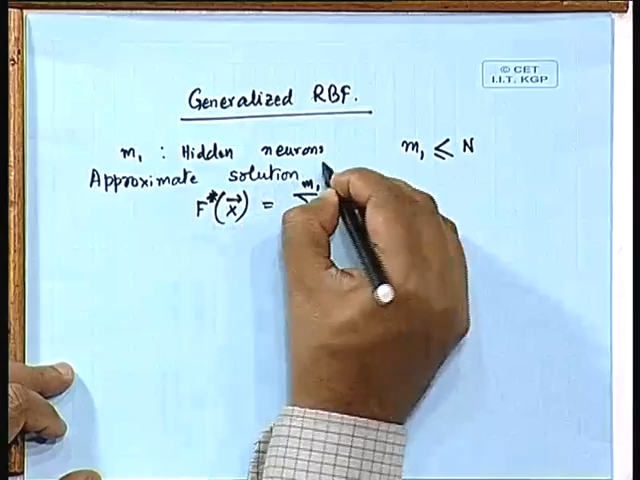 © CET
I.I.T. KGP
Generalized RBF.
m₁ : Hidden neurons m₁ ≤ N
Approximate solution
F*(x⃗) = Σ m₁